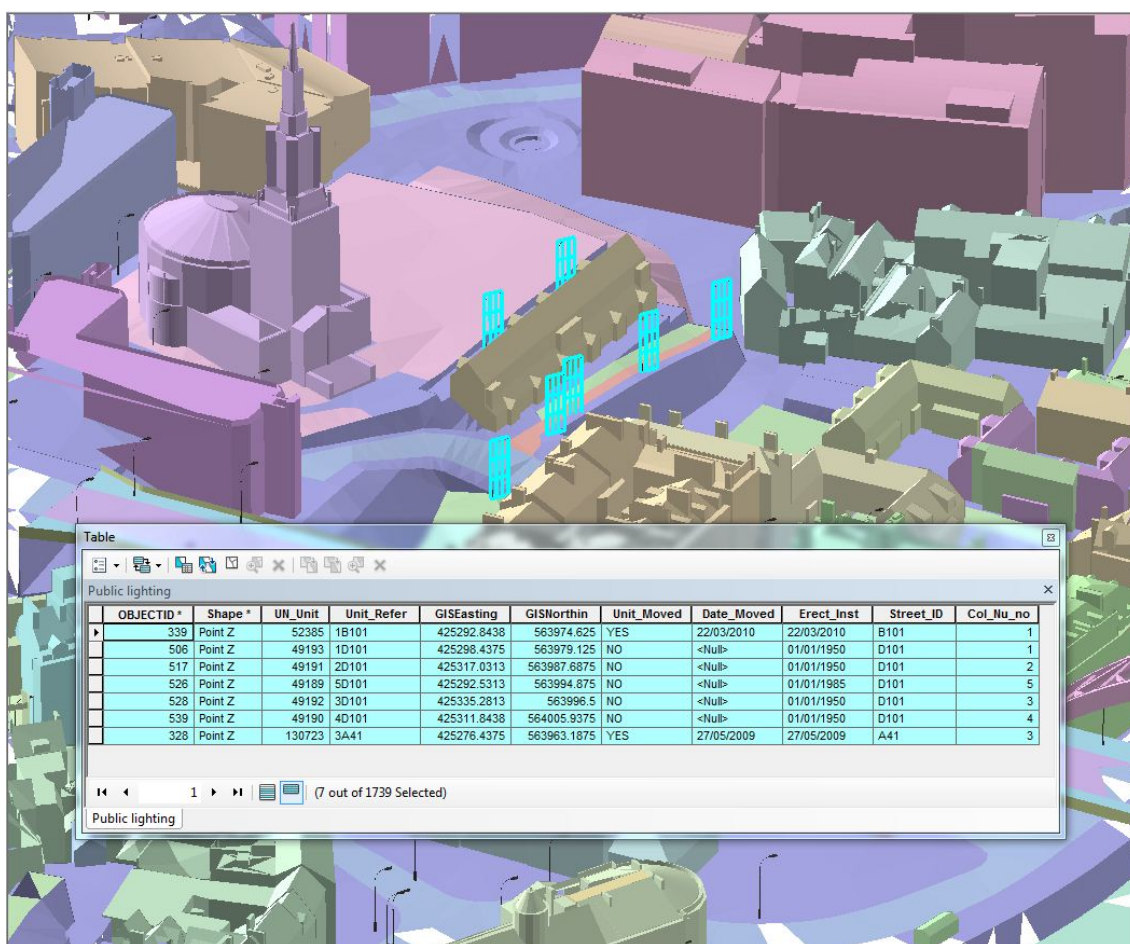 Table
Public lighting
OBJECTID * Shape * UN_Unit Unit_Refer GISEasting GISNorthin Unit_Moved Date_Moved Erect_Inst Street_ID Col_Nu_no
339 Point Z 52385 1B101 425292.8438 563974.625 YES 22/03/2010 22/03/2010 B101 1
506 Point Z 49193 1D101 425298.4375 563979.125 NO <Null> 01/01/1950 D101 1
517 Point Z 49191 2D101 425317.0313 563987.6875 NO <Null> 01/01/1950 D101 2
526 Point Z 49189 5D101 425292.5313 563994.875 NO <Null> 01/01/1985 D101 5
528 Point Z 49192 3D101 425335.2813 563996.5 NO <Null> 01/01/1950 D101 3
539 Point Z 49190 4D101 425311.8438 564005.9375 NO <Null> 01/01/1950 D101 4
328 Point Z 130723 3A41 425276.4375 563963.1875 YES 27/05/2009 27/05/2009 A41 3
1 (7 out of 1739 Selected)
Public lighting